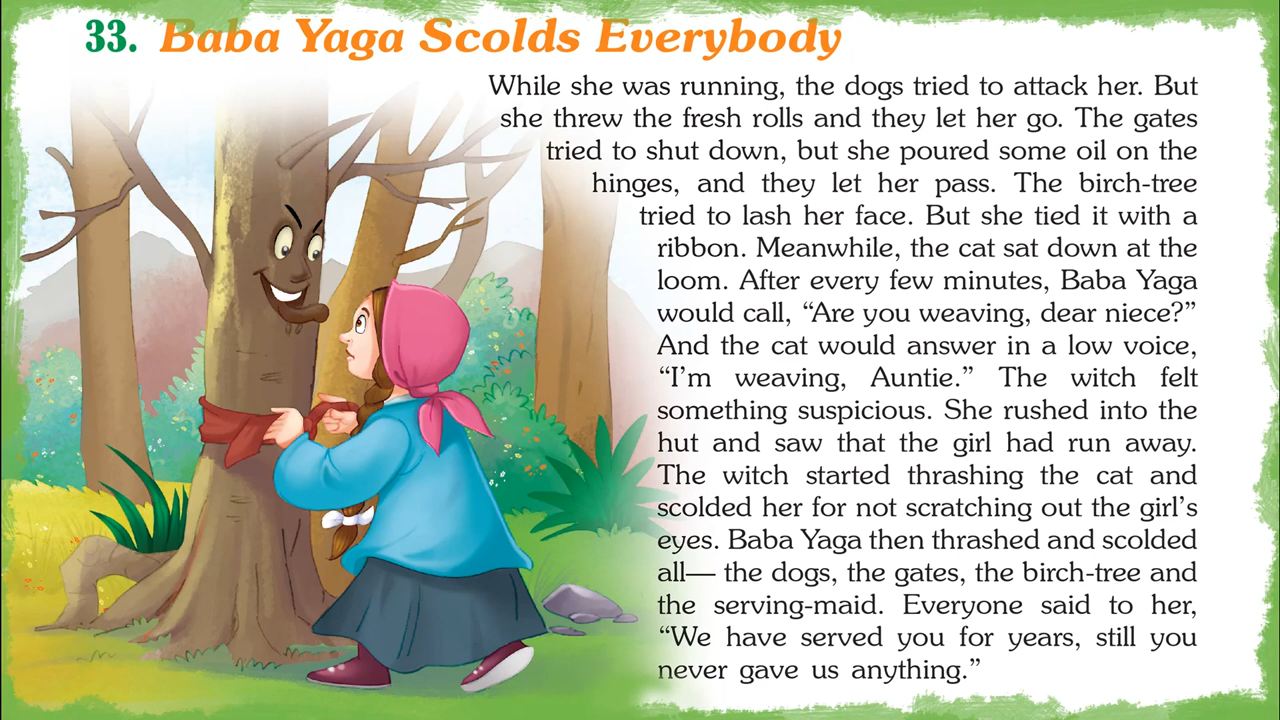 33. Baba Yaga Scolds Everybody
While she was running, the dogs tried to attack her. But
she threw the fresh rolls and they let her go. The gates
tried to shut down, but she poured some oil on the
hinges, and they let her pass. The birch-tree
tried to lash her face. But she tied it with a
ribbon. Meanwhile, the cat sat down at the
loom. After every few minutes, Baba Yaga
would call, “Are you weaving, dear niece?”
And the cat would answer in a low voice,
“I’m weaving, Auntie.” The witch felt
something suspicious. She rushed into the
hut and saw that the girl had run away.
The witch started thrashing the cat and
scolded her for not scratching out the girl’s
eyes. Baba Yaga then thrashed and scolded
all— the dogs, the gates, the birch-tree and
the serving-maid. Everyone said to her,
“We have served you for years, still you
never gave us anything.”